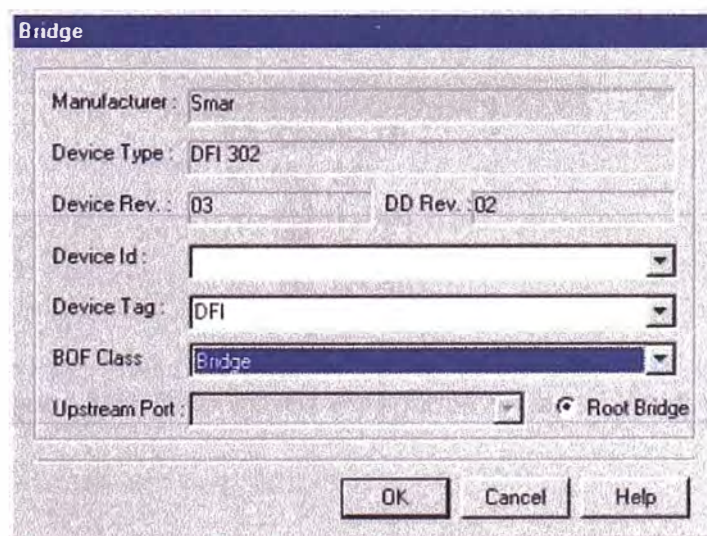 Bridge
Manufacturer : Smar
Device Type : DFI 302
Device Rev. : 03 DD Rev. : 02
Device Id :
Device Tag : DFI
BOF Class Bridge
Upstream Port : Root Bridge
OK Cancel Help